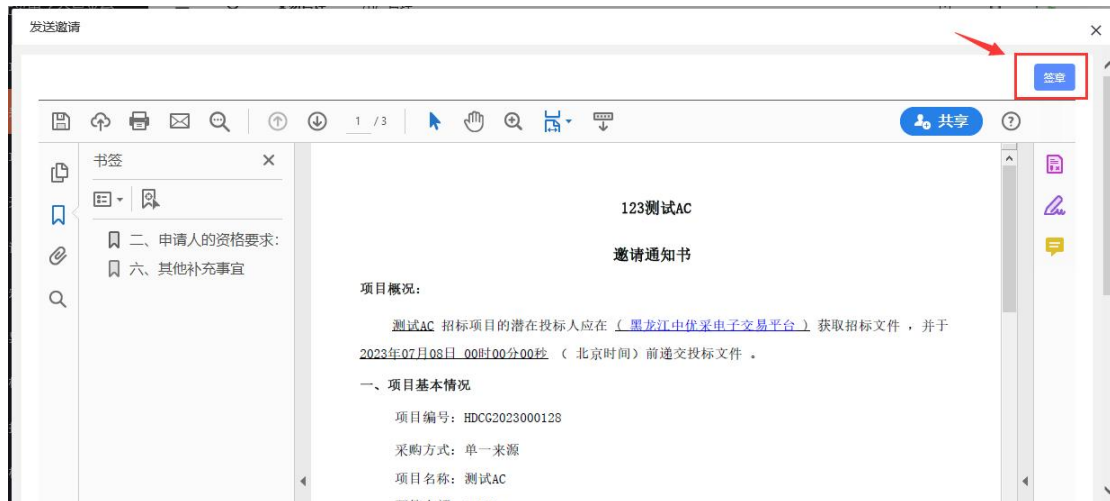 发送邀请
签章
1 /3
共享
书签
二、申请人的资格要求:
六、其他补充事宜
123测试AC
邀请通知书
项目概况:
测试AC 招标项目的潜在投标人应在 ( 黑龙江中优采电子交易平台 ) 获取招标文件 ,并于
2023年07月08日 00时00分00秒 ( 北京时间)前递交投标文件 。
一、项目基本情况
项目编号: HDCG2023000128
采购方式: 单一来源
项目名称: 测试AC